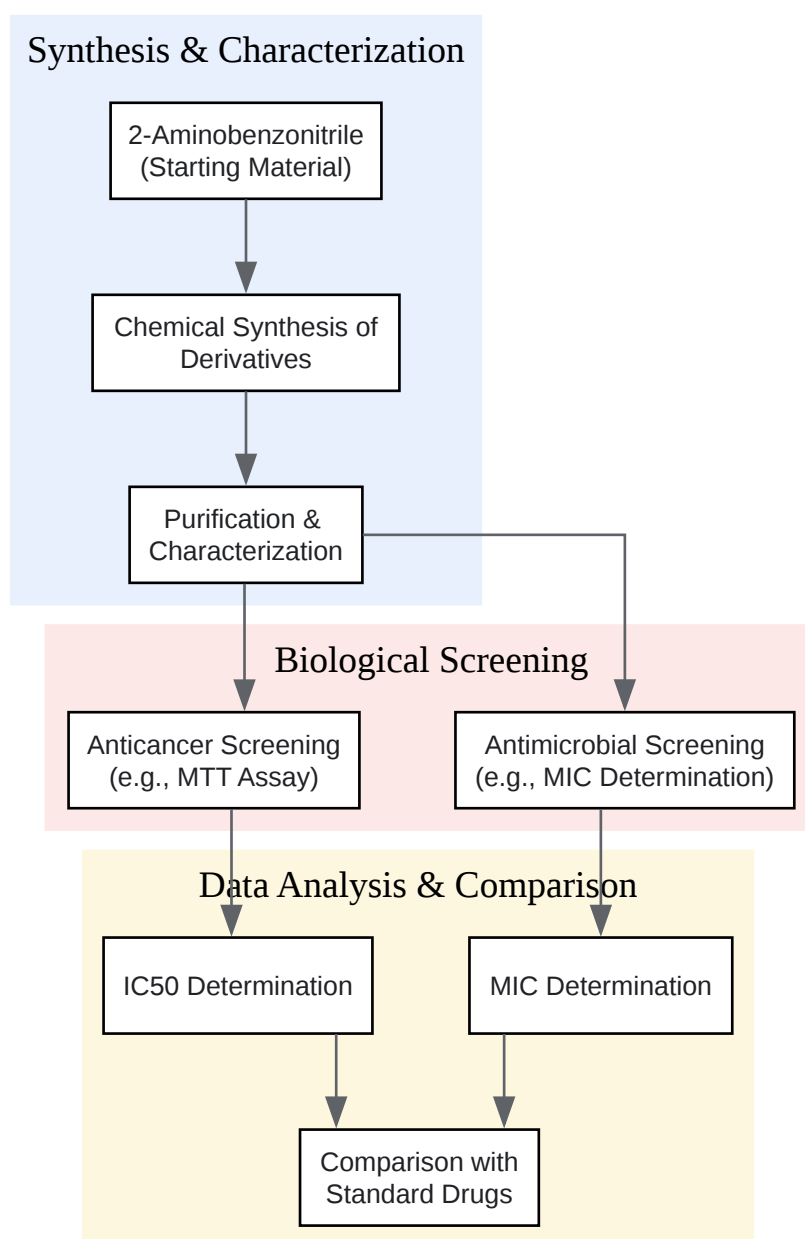 Synthesis & Characterization
2-Aminobenzonitrile
(Starting Material)
Chemical Synthesis of
Derivatives
Purification &
Characterization
Biological Screening
Anticancer Screening
(e.g., MTT Assay)
Antimicrobial Screening
(e.g., MIC Determination)
Data Analysis & Comparison
IC50 Determination
MIC Determination
Comparison with
Standard Drugs